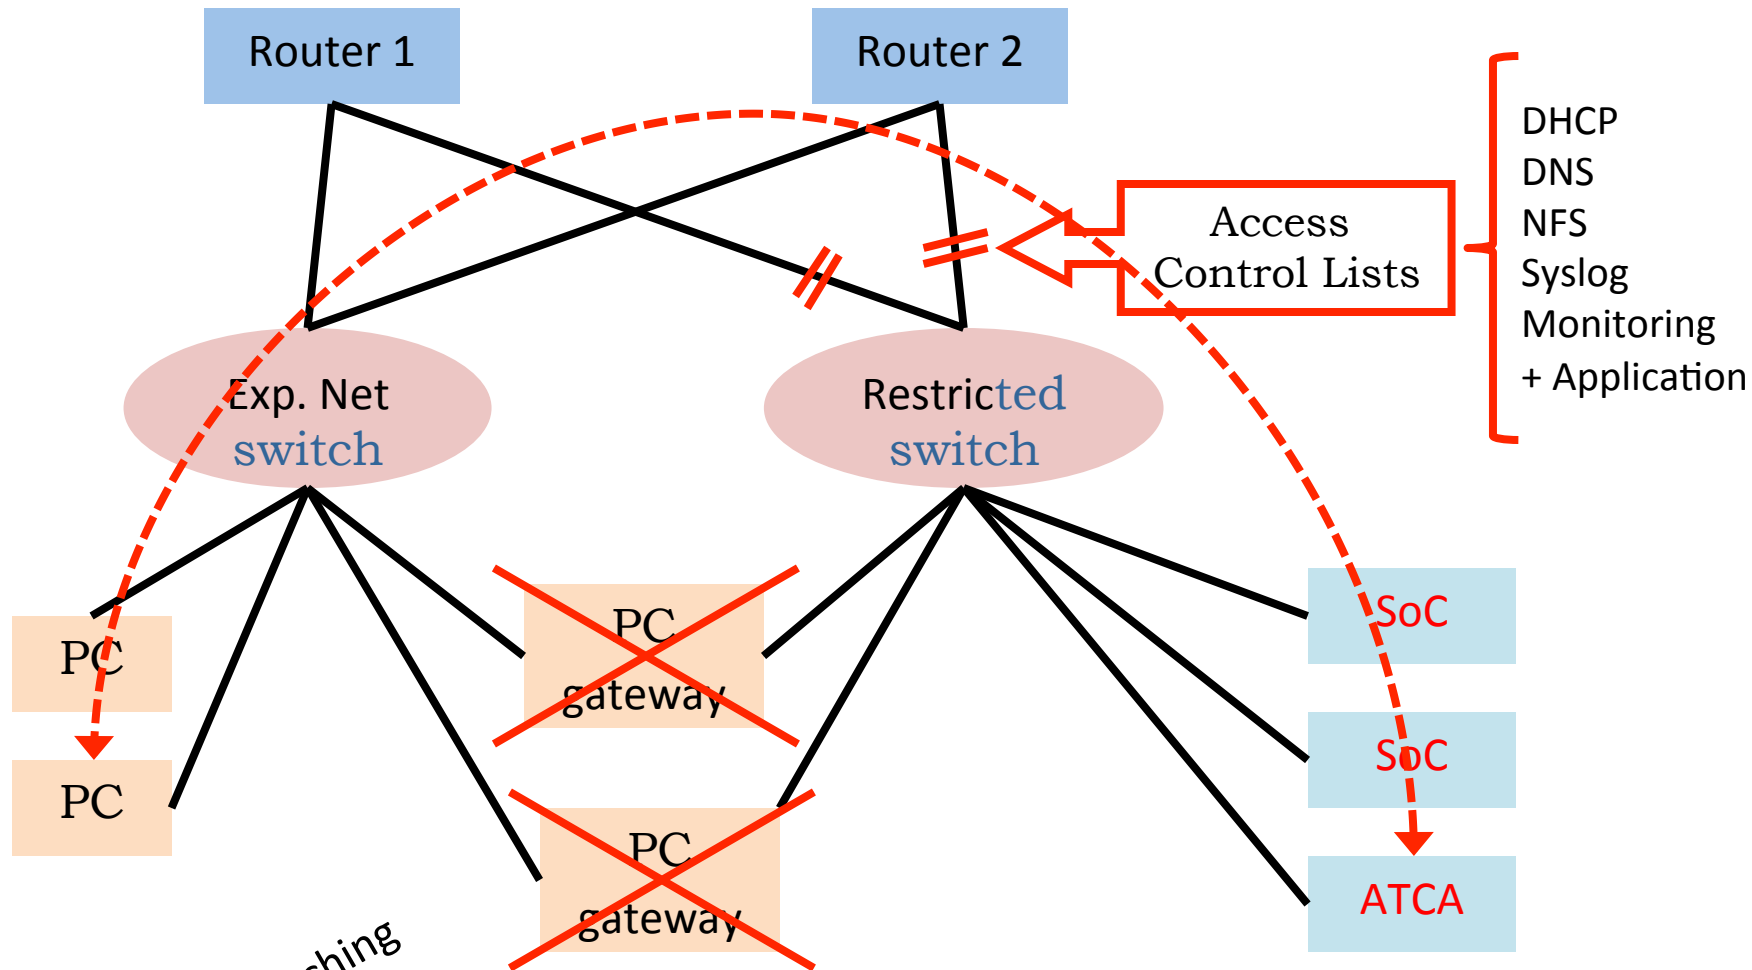 Router 1
Router 2
DHCP
DNS
NFS
Syslog
Monitoring
+ Application
Access
Control Lists
Exp. Net
switch
Restricted
switch
PC
PC
PC
gateway
PC
gateway
SoC
SoC
ATCA